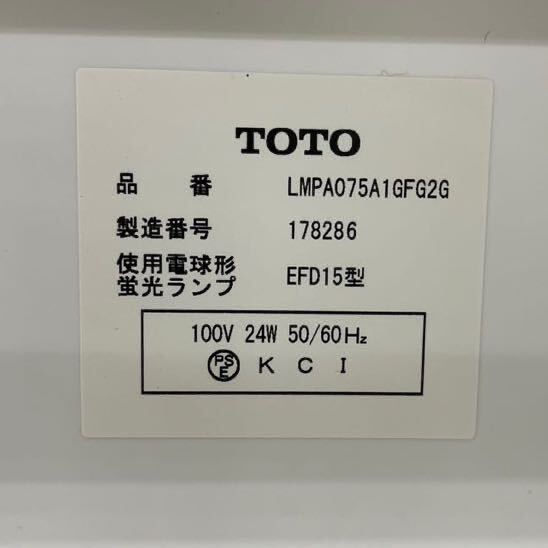 TOTO
品 番 LMPA075A1GFG2G
製造番号 178286
使用電球形
蛍光ランプ EFD15型
100V 24W 50/60Hz
PSE K C I